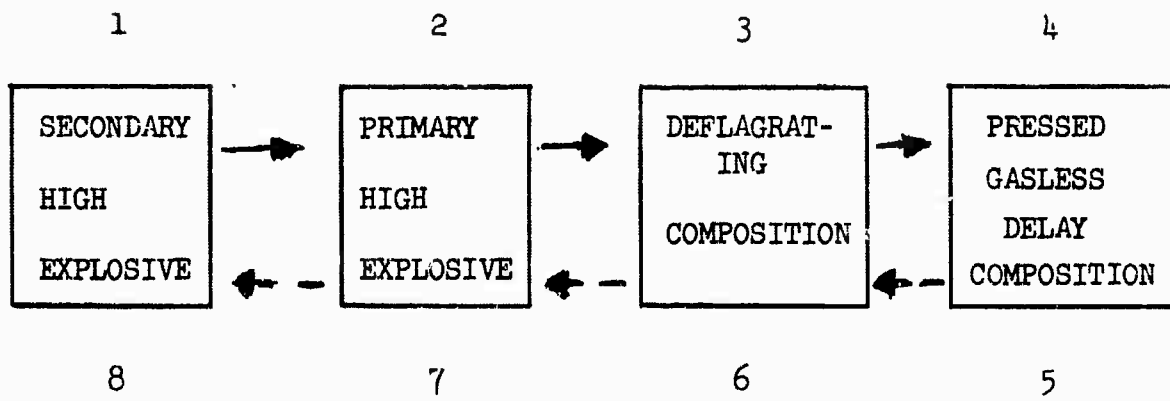 1 2 3 4
SECONDARY
HIGH
EXPLOSIVE
PRIMARY
HIGH
EXPLOSIVE
DEFLAGRAT-
ING
COMPOSITION
PRESSED
GASLESS
DELAY
COMPOSITION
8 7 6 5